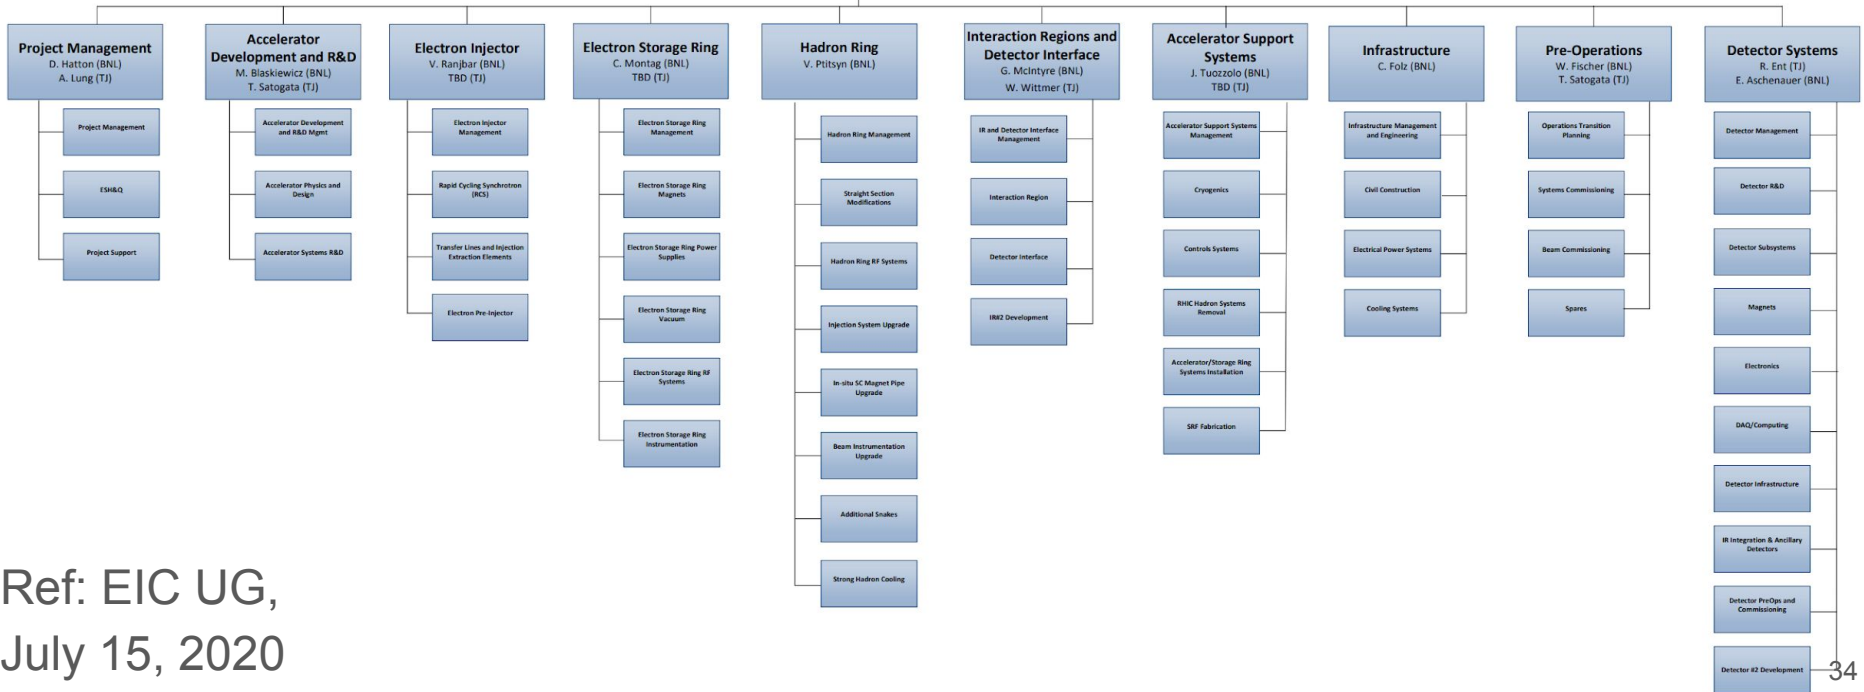 Project Management
D. Hatton (BNL)
A. Lung (TJ)
Project Management
ESH&Q
Project Support
Accelerator
Development and R&D
M. Blaskiewicz (BNL)
T. Satogata (TJ)
Accelerator Development
and R&D Mgmt
Accelerator Physics and
Design
Accelerator Systems R&D
Electron Injector
V. Ranjbar (BNL)
TBD (TJ)
Electron Injector
Management
Rapid Cycling Synchrotron
(RCS)
Transfer Lines and Injection
Extraction Elements
Electron Pre-Injector
Electron Storage Ring
C. Montag (BNL)
TBD (TJ)
Electron Storage Ring
Management
Electron Storage Ring
Magnets
Electron Storage Ring Power
Supplies
Electron Storage Ring
Vacuum
Electron Storage Ring RF
Systems
Electron Storage Ring
Instrumentation
Hadron Ring
V. Ptitsyn (BNL)
Hadron Ring Management
Straight Section
Modifications
Hadron Ring RF Systems
Injection System Upgrade
In-situ SC Magnet Pipe
Upgrade
Beam Instrumentation
Upgrade
Additional Snakes
Strong Hadron Cooling
Interaction Regions and
Detector Interface
G. McIntyre (BNL)
W. Wittmer (TJ)
IR and Detector Interface
Management
Interaction Region
Detector Interface
IR#2 Development
Accelerator Support
Systems
J. Tuozzolo (BNL)
TBD (TJ)
Accelerator Support Systems
Management
Cryogenics
Controls Systems
RHIC Hadron Systems
Removal
Accelerator/Storage Ring
Systems Installation
SRF Fabrication
Infrastructure
C. Folz (BNL)
Infrastructure Management
and Engineering
Civil Construction
Electrical Power Systems
Cooling Systems
Pre-Operations
W. Fischer (BNL)
T. Satogata (TJ)
Operations Transition
Planning
Systems Commissioning
Beam Commissioning
Spares
Detector Systems
R. Ent (TJ)
E. Aschenauer (BNL)
Detector Management
Detector R&D
Detector Subsystems
Magnets
Electronics
DAQ/Computing
Detector Infrastructure
IR Integration & Ancillary
Detectors
Detector PreOps and
Commissioning
Detector #2 Development
Ref: EIC UG,
July 15, 2020
34